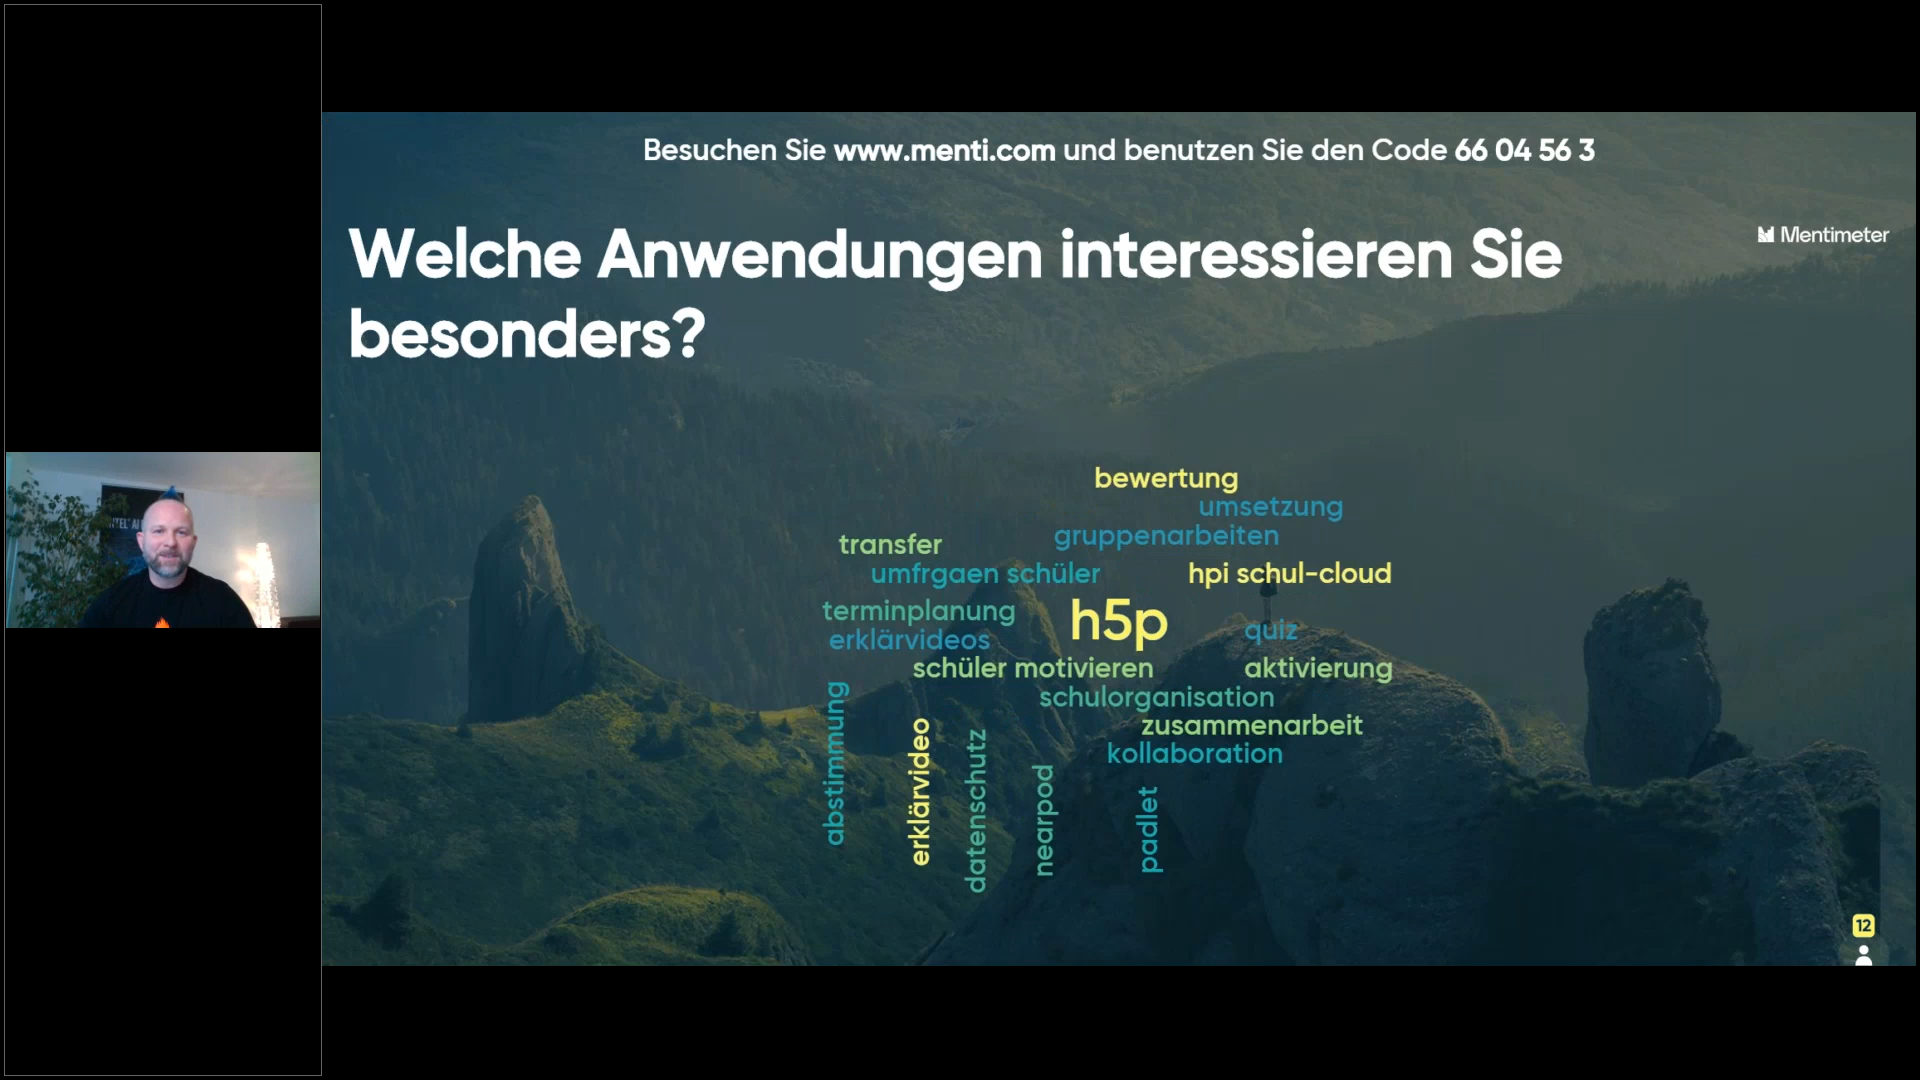 Besuchen Sie www.menti.com und benutzen Sie den Code 66 04 56 3
Mentimeter
Welche Anwendungen interessieren Sie
besonders?
bewertung
umsetzung
gruppenarbeiten
transfer
umfrgaen schüler
hpi schul-cloud
terminplanung
h5p
erklärvideos
quiz
schüler motivieren
aktivierung
schulorganisation
zusammenarbeit
kollaboration
abstimmung
erklärvideo
datenschutz
nearpod
padlet
12